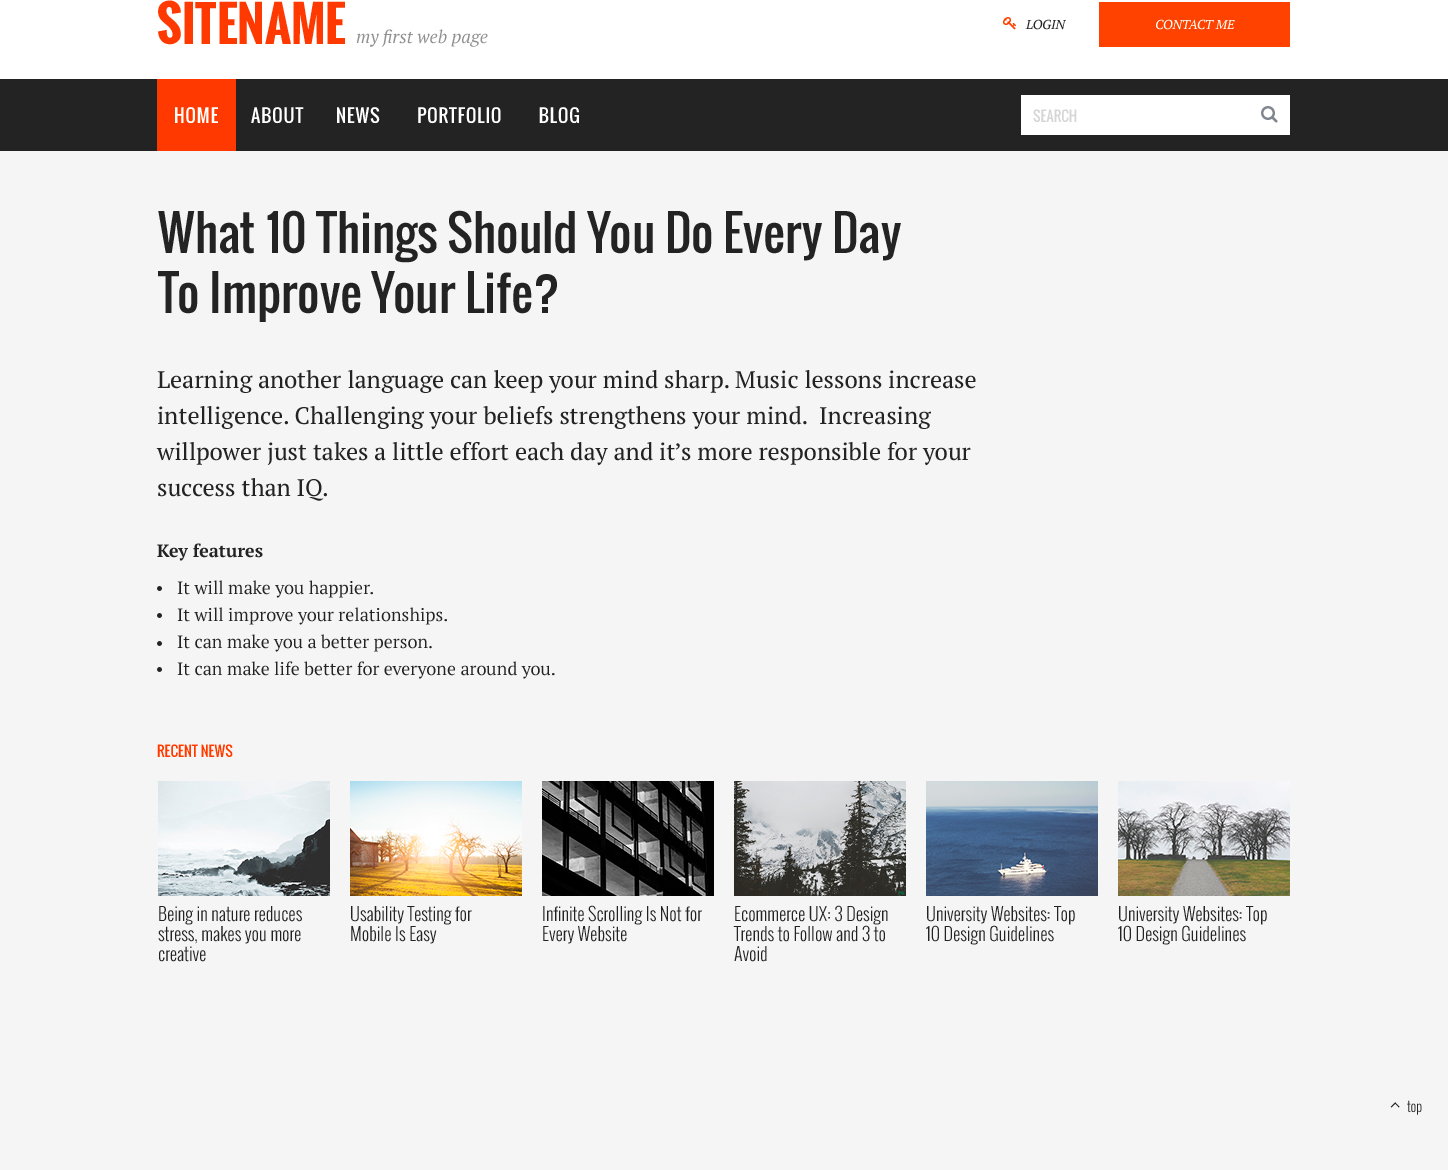 SITENAME my first web page
LOGIN
CONTACT ME
HOME ABOUT NEWS PORTFOLIO BLOG
SEARCH
What 10 Things Should You Do Every Day
To Improve Your Life?
Learning another language can keep your mind sharp. Music lessons increase
intelligence. Challenging your beliefs strengthens your mind.  Increasing
willpower just takes a little effort each day and it’s more responsible for your
success than IQ.
Key features
• It will make you happier.
• It will improve your relationships.
• It can make you a better person.
• It can make life better for everyone around you.
RECENT NEWS
Being in nature reduces
stress, makes you more
creative
Usability Testing for
Mobile Is Easy
Infinite Scrolling Is Not for
Every Website
Ecommerce UX: 3 Design
Trends to Follow and 3 to
Avoid
University Websites: Top
10 Design Guidelines
University Websites: Top
10 Design Guidelines
top